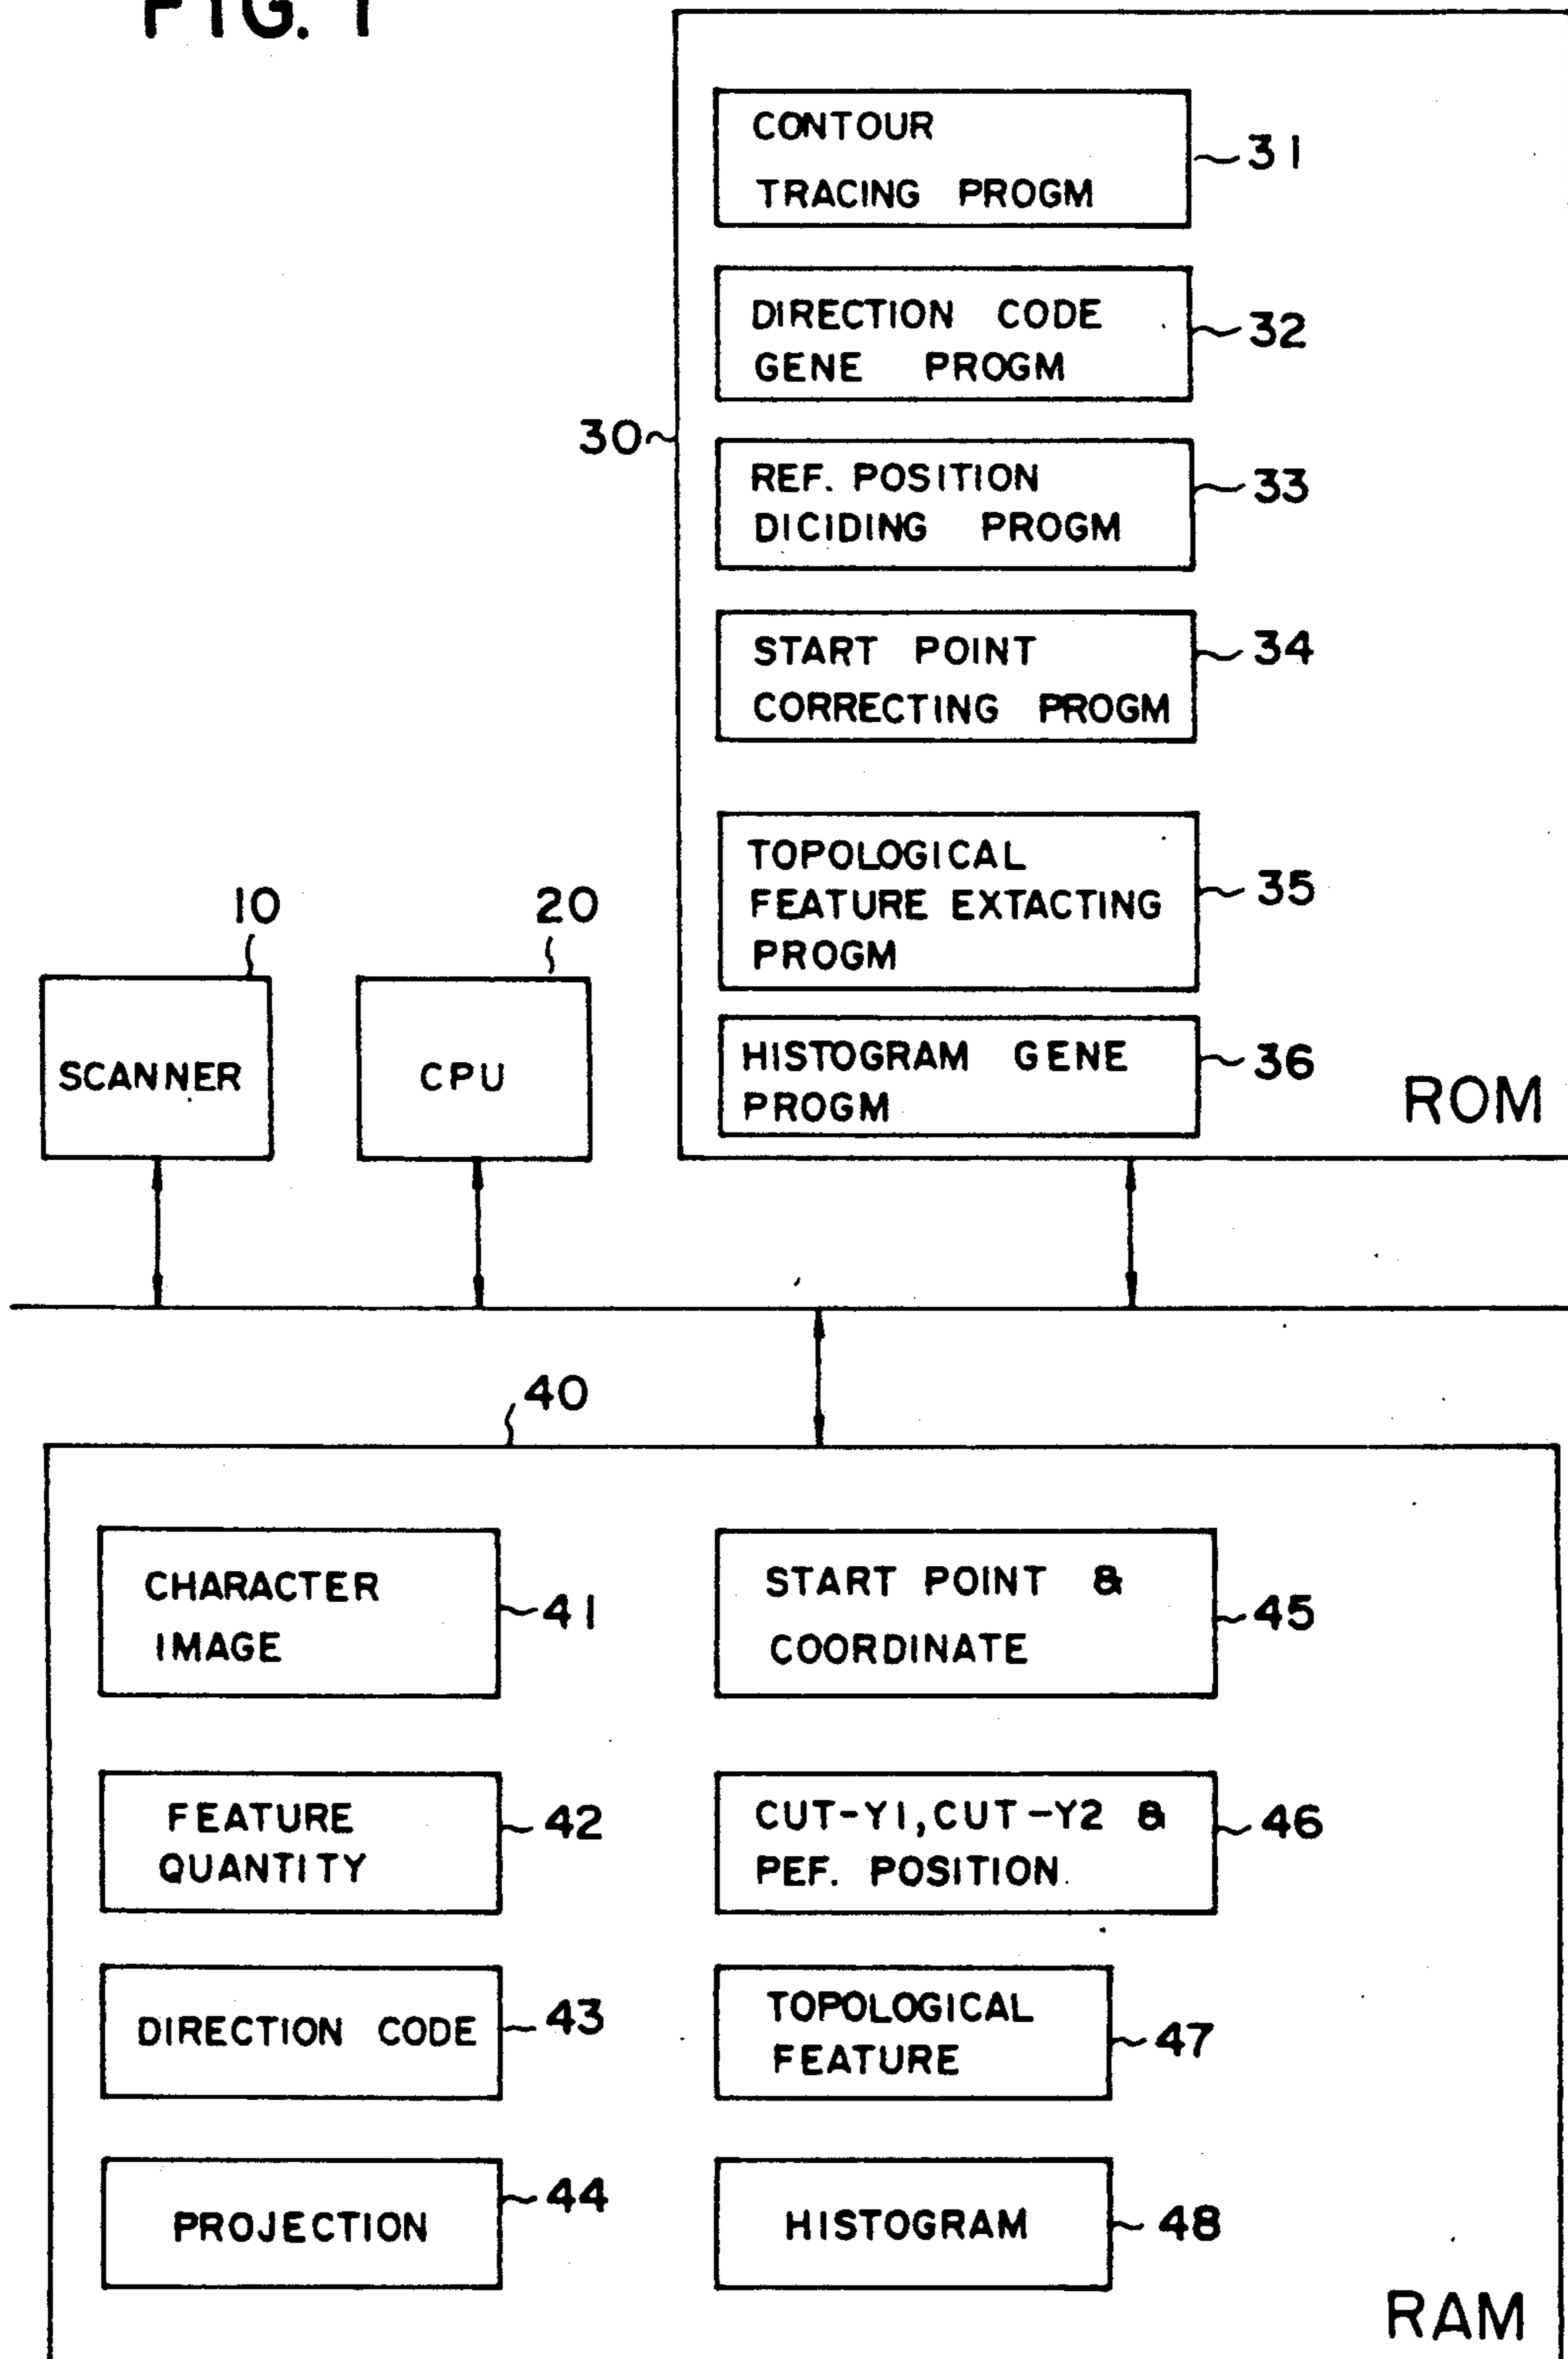 FIG. 1
CONTOUR
TRACING PROGM
31
DIRECTION CODE
GENE PROGM
32
30
REF. POSITION
DICIDING PROGM
33
START POINT
CORRECTING PROGM
34
TOPOLOGICAL
FEATURE EXTACTING
PROGM
35
HISTOGRAM GENE
PROGM
36
ROM
10
SCANNER
20
CPU
40
CHARACTER
IMAGE
41
START POINT &
COORDINATE
45
FEATURE
QUANTITY
42
CUT-Y1, CUT-Y2 &
PEF. POSITION
46
DIRECTION CODE
43
TOPOLOGICAL
FEATURE
47
PROJECTION
44
HISTOGRAM
48
RAM